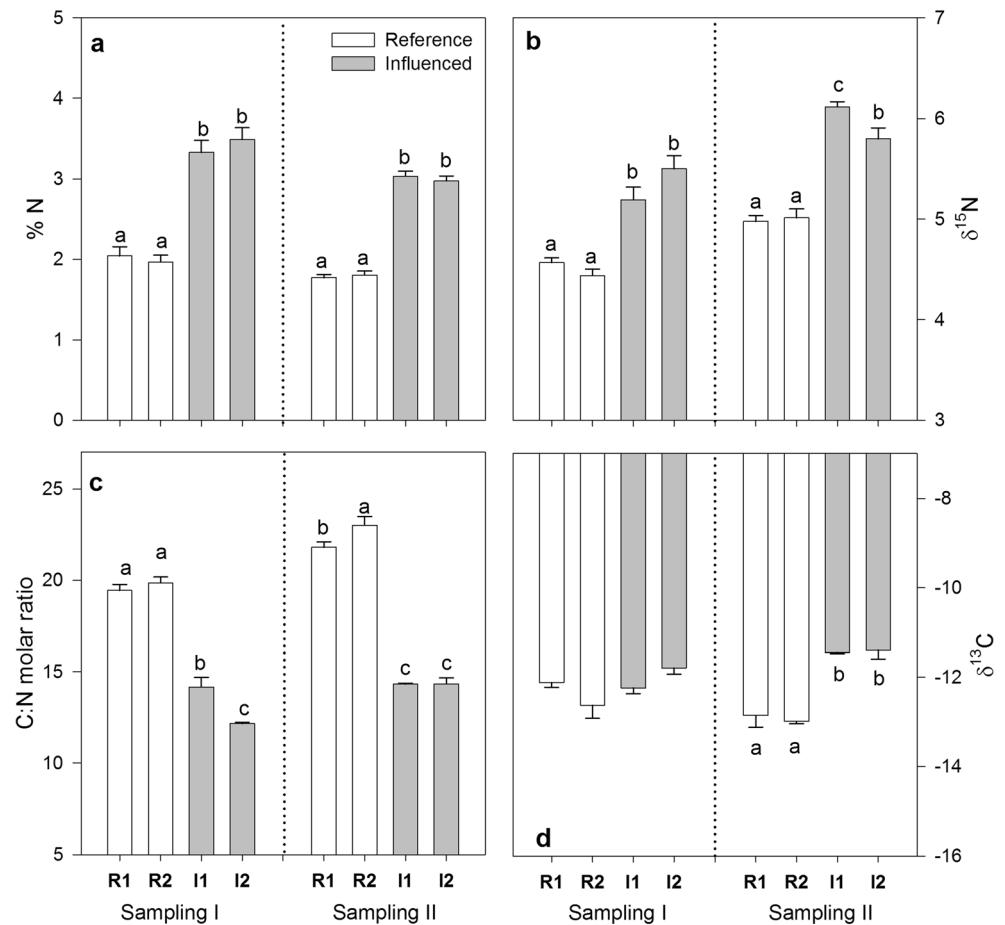 5
4
3
2
1
0
% N
a
Reference
Influenced
a
a
b
b
a
a
b
b
b
a
a
b
b
a
a
c
b
7
6
5
4
3
δ15N
25
20
15
10
5
C:N molar ratio
c
a
a
b
c
b
a
c
c
R1 R2 I1 I2 R1 R2 I1 I2
Sampling I Sampling II
d
a
a
b
b
-8
-10
-12
-14
-16
δ13C
R1 R2 I1 I2 R1 R2 I1 I2
Sampling I Sampling II